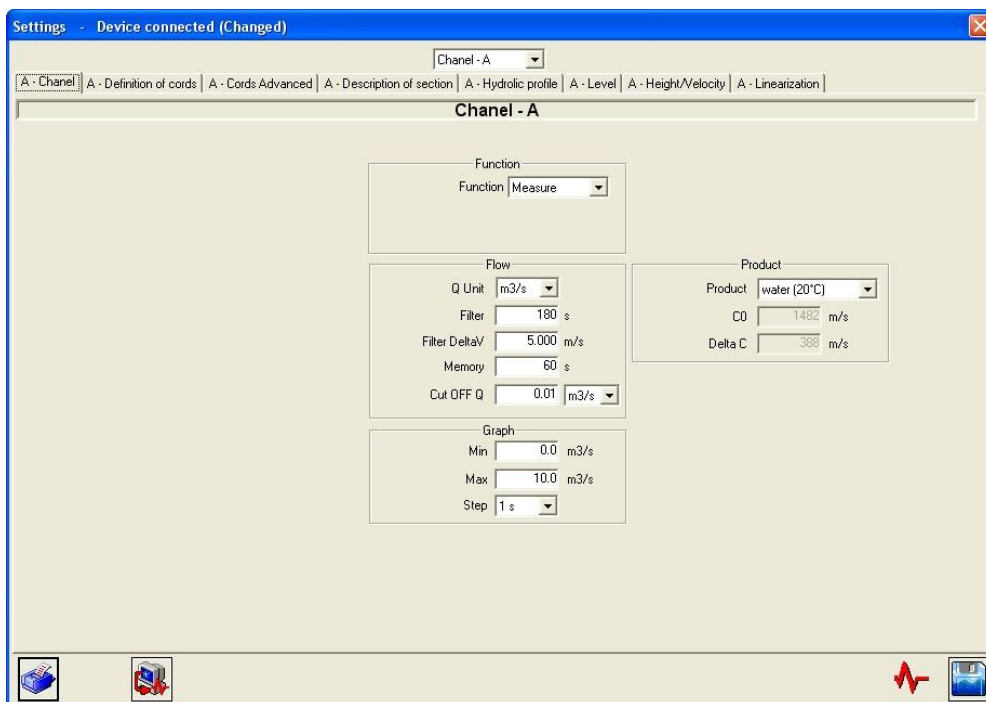 Settings - Device connected (Changed)
Chanel - A
A - Chanel A - Definition of cords A - Cords Advanced A - Description of section A - Hydrolic profile A - Level A - Height/Velocity A - Linearization
Chanel - A
Function
Function Measure
Flow
Q Unit m3/s
Filter 180 s
Filter DeltaV 5.000 m/s
Memory 60 s
Cut OFF Q 0.01 m3/s
Product
Product water (20°C)
C0 1482 m/s
Delta C 388 m/s
Graph
Min 0.0 m3/s
Max 10.0 m3/s
Step 1 s